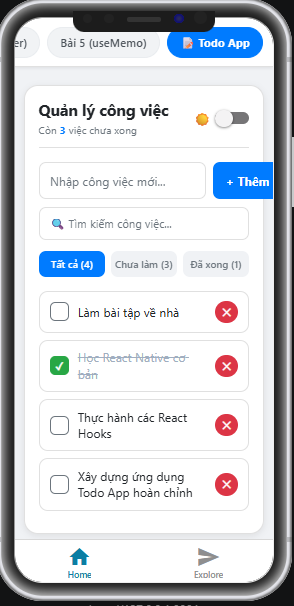 er)
Bài 5 (useMemo)
📝 Todo App
Quản lý công việc
Còn 3 việc chưa xong
Nhập công việc mới...
+ Thêm
🔍 Tìm kiếm công việc...
Tất cả (4)
Chưa làm (3)
Đã xong (1)
Làm bài tập về nhà
Học React Native cơ
bản
Thực hành các React
Hooks
Xây dựng ứng dụng
Todo App hoàn chỉnh
Home
Explore